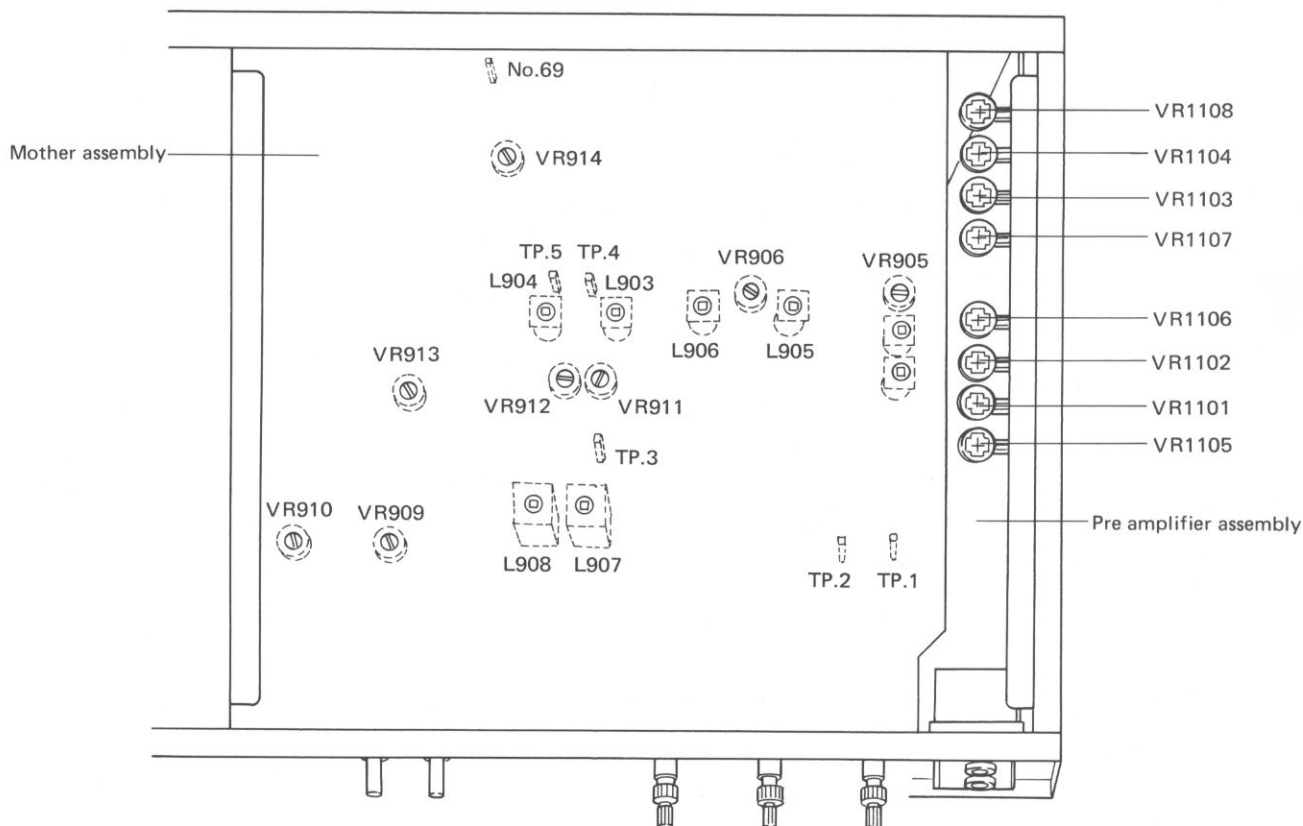 No.69
VR1108
Mother assembly
VR914
VR1104
VR1103
VR1107
TP.5 TP.4
VR906
VR905
L904
L903
VR1106
L906
L905
VR913
VR1102
VR912
VR911
VR1101
TP.3
VR1105
VR910
VR909
Pre amplifier assembly
L908
L907
TP.2
TP.1